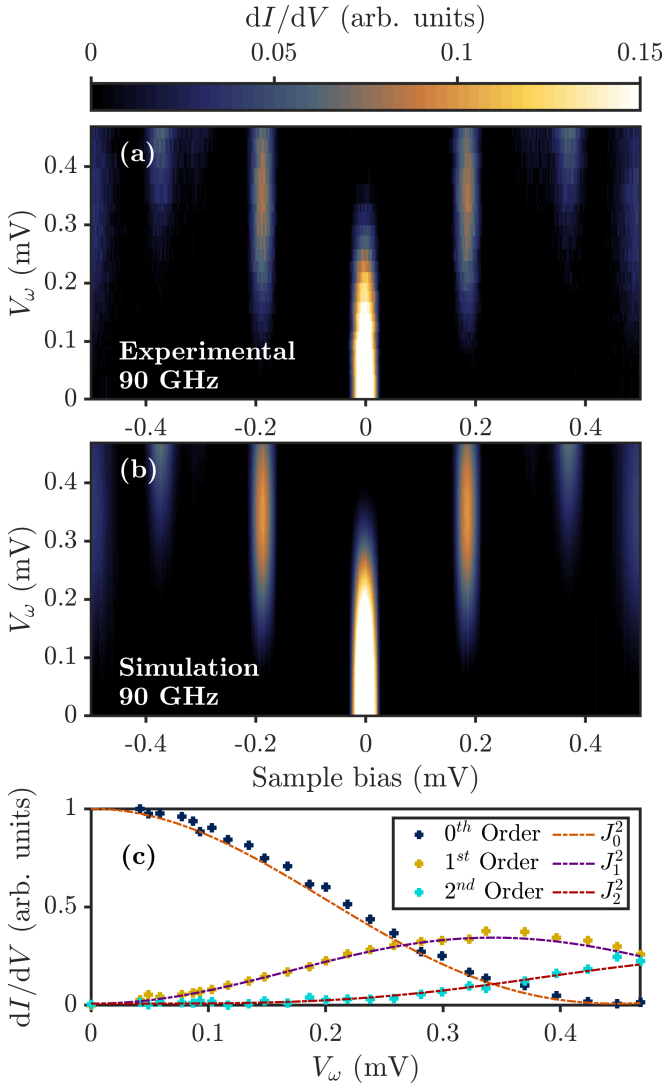 dI/dV (arb. units)
0 0.05 0.1 0.15
(a)
0.4
0.3
0.2
0.1
0
V_ω (mV)
Experimental
90 GHz
-0.4 -0.2 0 0.2 0.4
(b)
0.4
0.3
0.2
0.1
0
V_ω (mV)
Simulation
90 GHz
-0.4 -0.2 0 0.2 0.4
Sample bias (mV)
1
0.5
0
dI/dV (arb. units)
(c)
0^th Order J_0^2
1^st Order J_1^2
2^nd Order J_2^2
0 0.1 0.2 0.3 0.4
V_ω (mV)